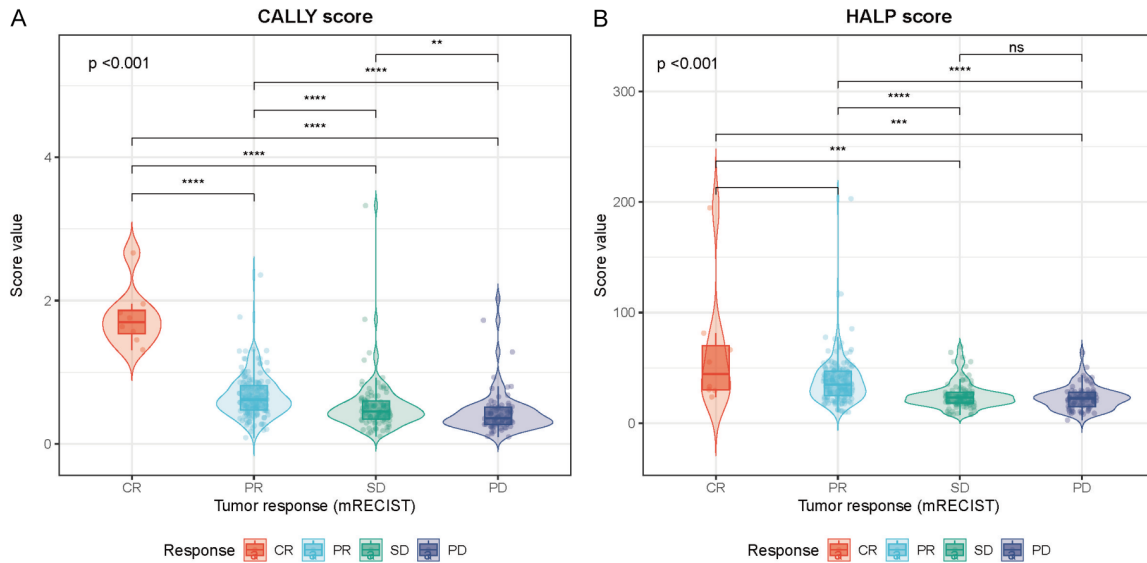 A
CALLY score
p <0.001
**
****
****
****
****
****
4
2
0
Score value
CR
PR
SD
PD
Tumor response (mRECIST)
Response
CR
PR
SD
PD
B
HALP score
p <0.001
ns
****
****
***
***
300
200
100
0
Score value
CR
PR
SD
PD
Tumor response (mRECIST)
Response
CR
PR
SD
PD